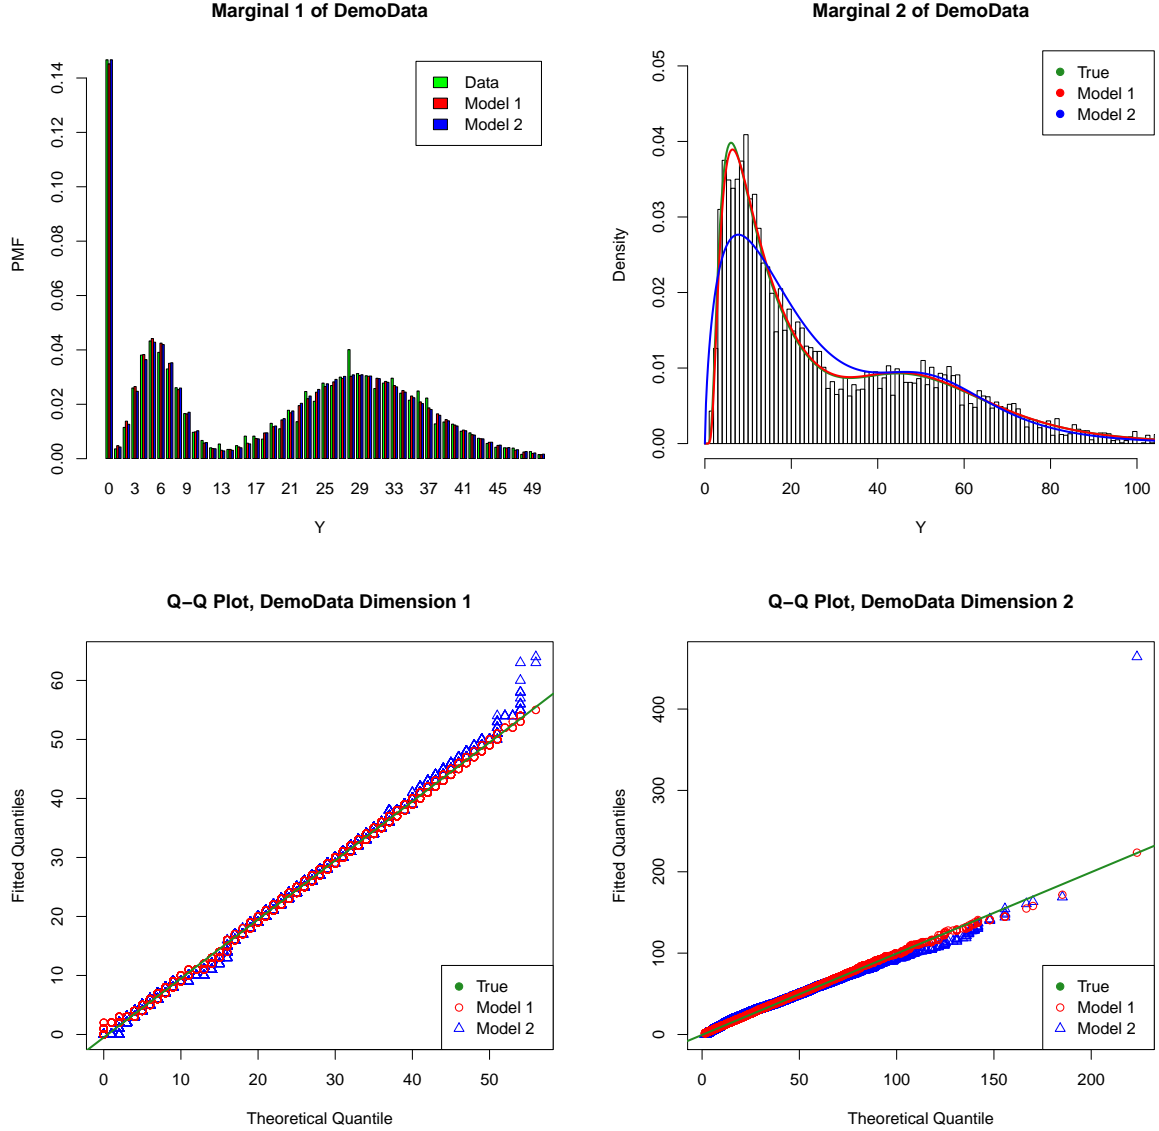 Marginal 1 of DemoData
PMF
0.00 0.02 0.04 0.06 0.08 0.10 0.12 0.14
Data
Model 1
Model 2
0 3 6 9 13 17 21 25 29 33 37 41 45 49
Y
Marginal 2 of DemoData
Density
0.00 0.01 0.02 0.03 0.04 0.05
True
Model 1
Model 2
0 20 40 60 80 100
Y
Q−Q Plot, DemoData Dimension 1
Fitted Quantiles
0 10 20 30 40 50 60
True
Model 1
Model 2
0 10 20 30 40 50
Theoretical Quantile
Q−Q Plot, DemoData Dimension 2
Fitted Quantiles
0 100 200 300 400
True
Model 1
Model 2
0 50 100 150 200
Theoretical Quantile